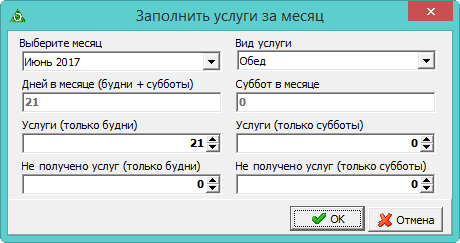 Заполнить услуги за месяц
Выберите месяц
Вид услуги
Июнь 2017
Обед
Дней в месяце (будни + субботы)
Суббот в месяце
21
0
Услуги (только будни)
Услуги (только субботы)
21
0
Не получено услуг (только будни)
Не получено услуг (только субботы)
0
0
OK
Отмена